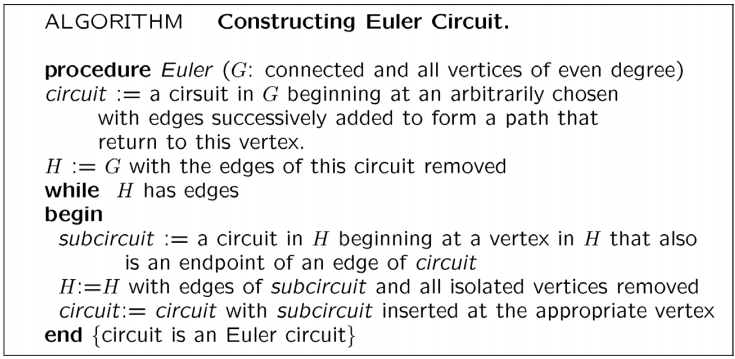 ALGORITHM Constructing Euler Circuit.
procedure Euler (G: connected and all vertices of even degree)
circuit := a cirsuit in G beginning at an arbitrarily chosen
with edges successively added to form a path that
return to this vertex.
H := G with the edges of this circuit removed
while H has edges
begin
subcircuit := a circuit in H beginning at a vertex in H that also
is an endpoint of an edge of circuit
H:=H with edges of subcircuit and all isolated vertices removed
circuit:= circuit with subcircuit inserted at the appropriate vertex
end {circuit is an Euler circuit}